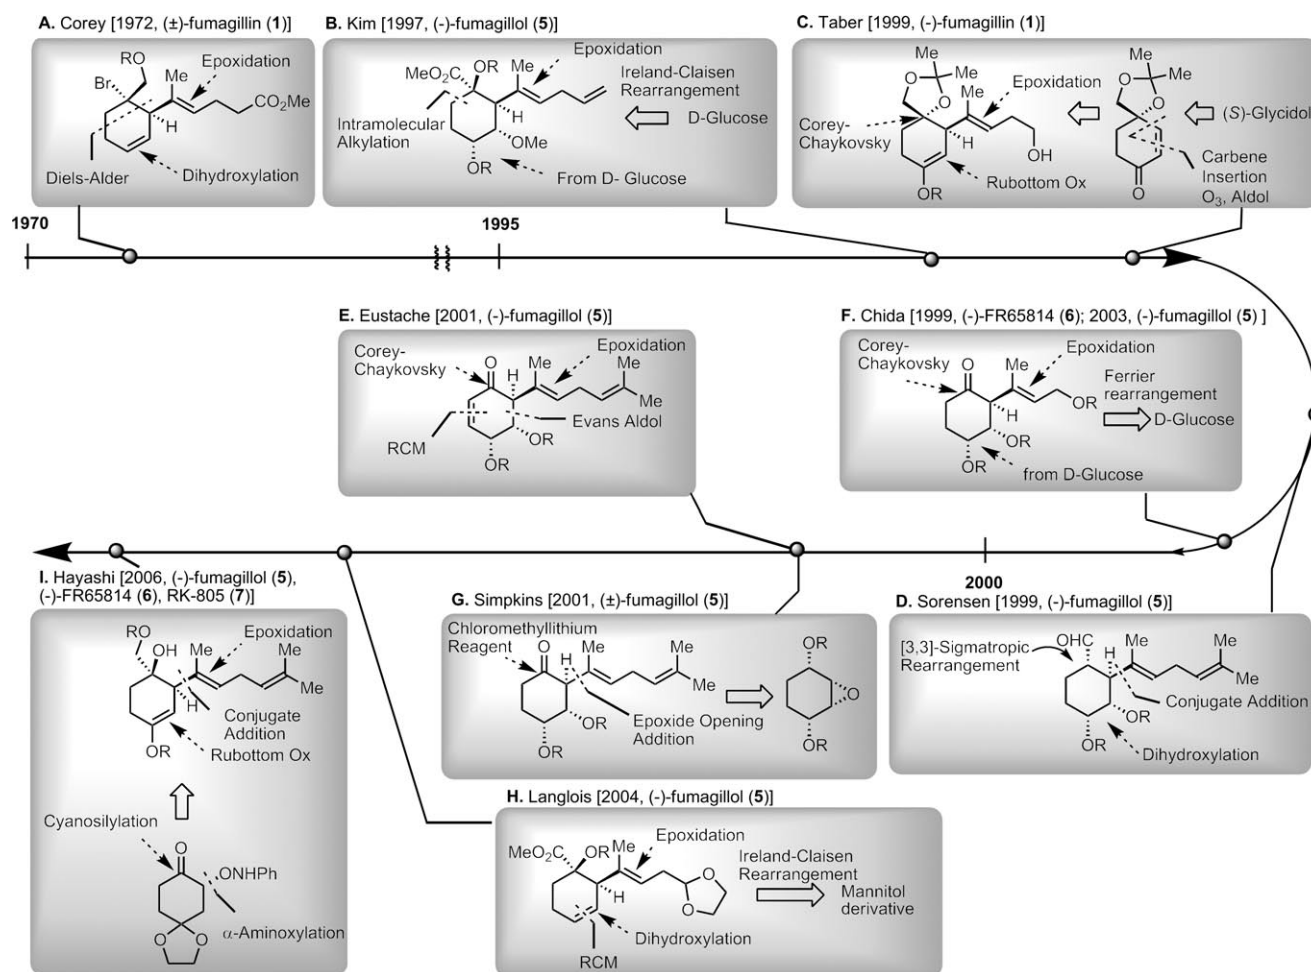 A. Corey [1972, (±)-fumagillin (1)]
RO
Me
Epoxidation
Br
CO₂Me
H
Diels-Alder
Dihydroxylation
B. Kim [1997, (-)-fumagillol (5)]
OR
Me
Epoxidation
MeO₂C
Ireland-Claisen
Rearrangement
H
Intramolecular
Alkylation
OMe
D-Glucose
OR
From D- Glucose
C. Taber [1999, (-)-fumagillin (1)]
Me
Me
Me
Me
O
O
Me
Epoxidation
O
O
Corey-
Chaykovsky
H
OH
(S)-Glycidol
Rubottom Ox
OR
O
Carbene
Insertion
O₃, Aldol
1970
1995
E. Eustache [2001, (-)-fumagillol (5)]
Corey-
Chaykovsky
O
H
Me
Epoxidation
Me
Me
RCM
OR
OR
Evans Aldol
F. Chida [1999, (-)-FR65814 (6); 2003, (-)-fumagillol (5) ]
Corey-
Chaykovsky
O
Me
Epoxidation
Ferrier
rearrangement
OR
H
D-Glucose
OR
OR
from D-Glucose
2000
I. Hayashi [2006, (-)-fumagillol (5),
(-)-FR65814 (6), RK-805 (7)]
RO
OH
Me
Epoxidation
Me
Me
H
Conjugate
Addition
Rubottom Ox
OR
Cyanosilylation
O
ONHPh
α-Aminoxylation
O
O
G. Simpkins [2001, (±)-fumagillol (5)]
Chloromethyllithium
Reagent
O
H
Me
Me
Me
OR
O
OR
OR
Epoxide Opening
Addition
OR
D. Sorensen [1999, (-)-fumagillol (5)]
[3,3]-Sigmatropic
Rearrangement
OHC
H
Me
Me
Me
Conjugate Addition
OR
OR
Dihydroxylation
H. Langlois [2004, (-)-fumagillol (5)]
MeO₂C
OR
Me
Epoxidation
Ireland-Claisen
Rearrangement
H
O
O
Mannitol
derivative
Dihydroxylation
RCM